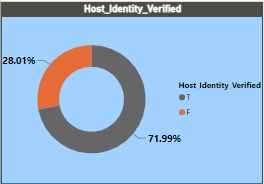 Host_Identity_Verified
28.01%
Host Identity Verified
T
F
71.99%